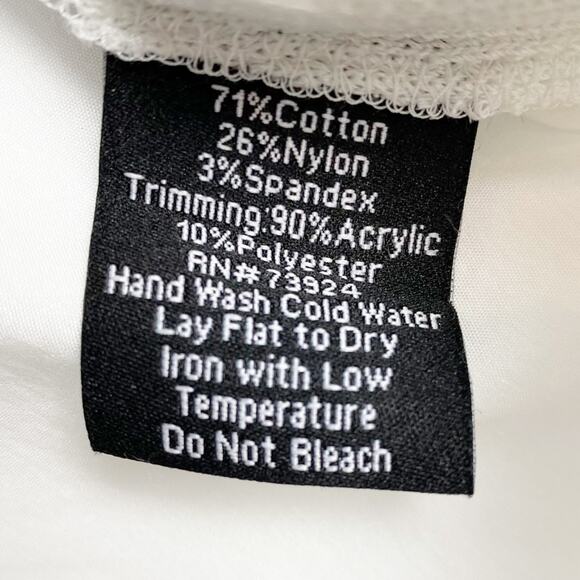 71%Cotton
26%Nylon
3%Spandex
Trimming:90%Acrylic
10%Polyester
RN#73924
Hand Wash Cold Water
Lay Flat to Dry
Iron with Low
Temperature
Do Not Bleach